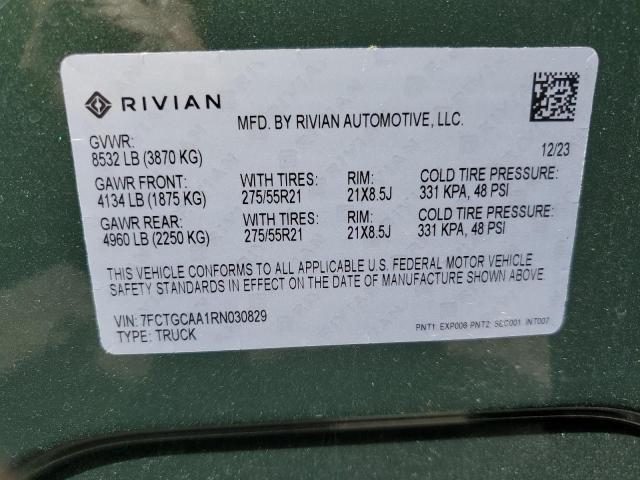 RIVIAN
MFD. BY RIVIAN AUTOMOTIVE, LLC.
GVWR:
8532 LB (3870 KG) 12/23
GAWR FRONT: WITH TIRES: RIM: COLD TIRE PRESSURE:
4134 LB (1875 KG) 275/55R21 21X8.5J 331 KPA, 48 PSI
GAWR REAR: WITH TIRES: RIM: COLD TIRE PRESSURE:
4960 LB (2250 KG) 275/55R21 21X8.5J 331 KPA, 48 PSI
THIS VEHICLE CONFORMS TO ALL APPLICABLE U.S. FEDERAL MOTOR VEHICLE
SAFETY STANDARDS IN EFFECT ON THE DATE OF MANUFACTURE SHOWN ABOVE
VIN: 7FCTGCAA1RN030829
TYPE: TRUCK
PNT1: EXP008 PNT2: SEC001 INT007